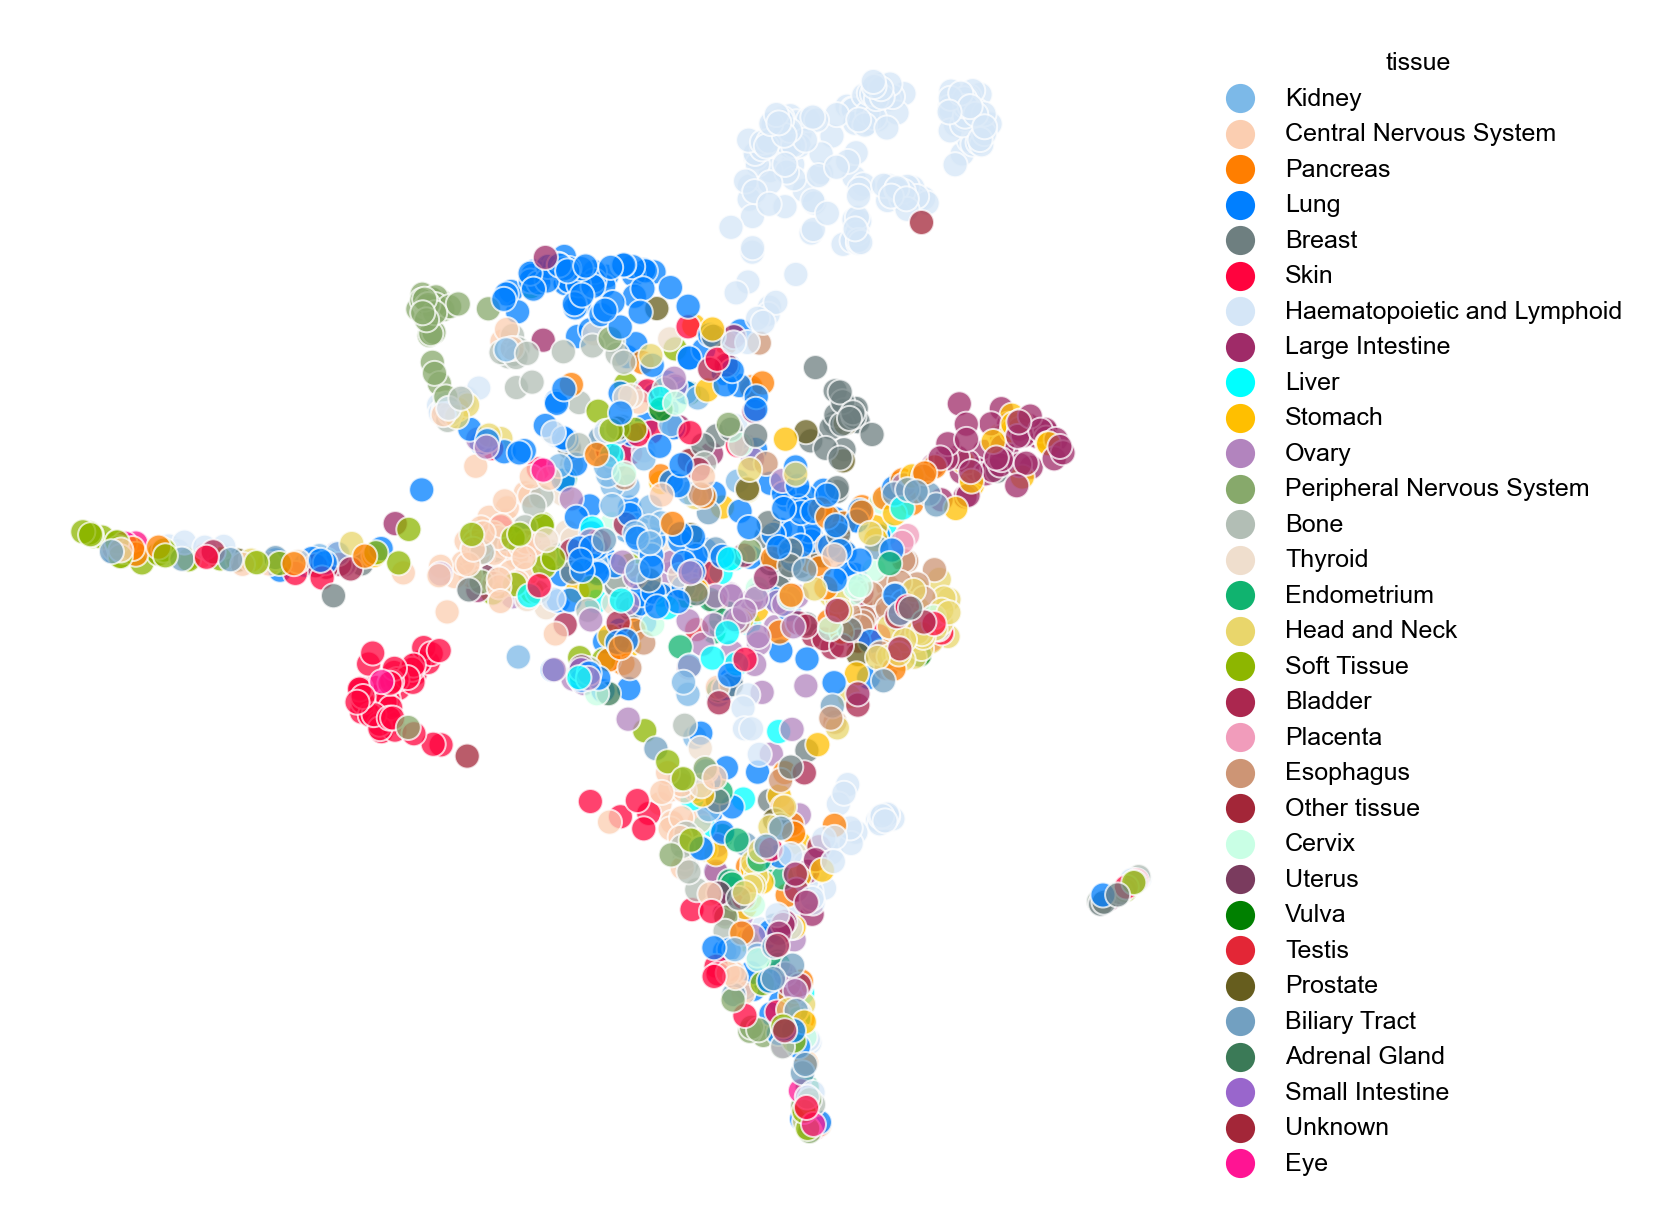 tissue
Kidney
Central Nervous System
Pancreas
Lung
Breast
Skin
Haematopoietic and Lymphoid
Large Intestine
Liver
Stomach
Ovary
Peripheral Nervous System
Bone
Thyroid
Endometrium
Head and Neck
Soft Tissue
Bladder
Placenta
Esophagus
Other tissue
Cervix
Uterus
Vulva
Testis
Prostate
Biliary Tract
Adrenal Gland
Small Intestine
Unknown
Eye